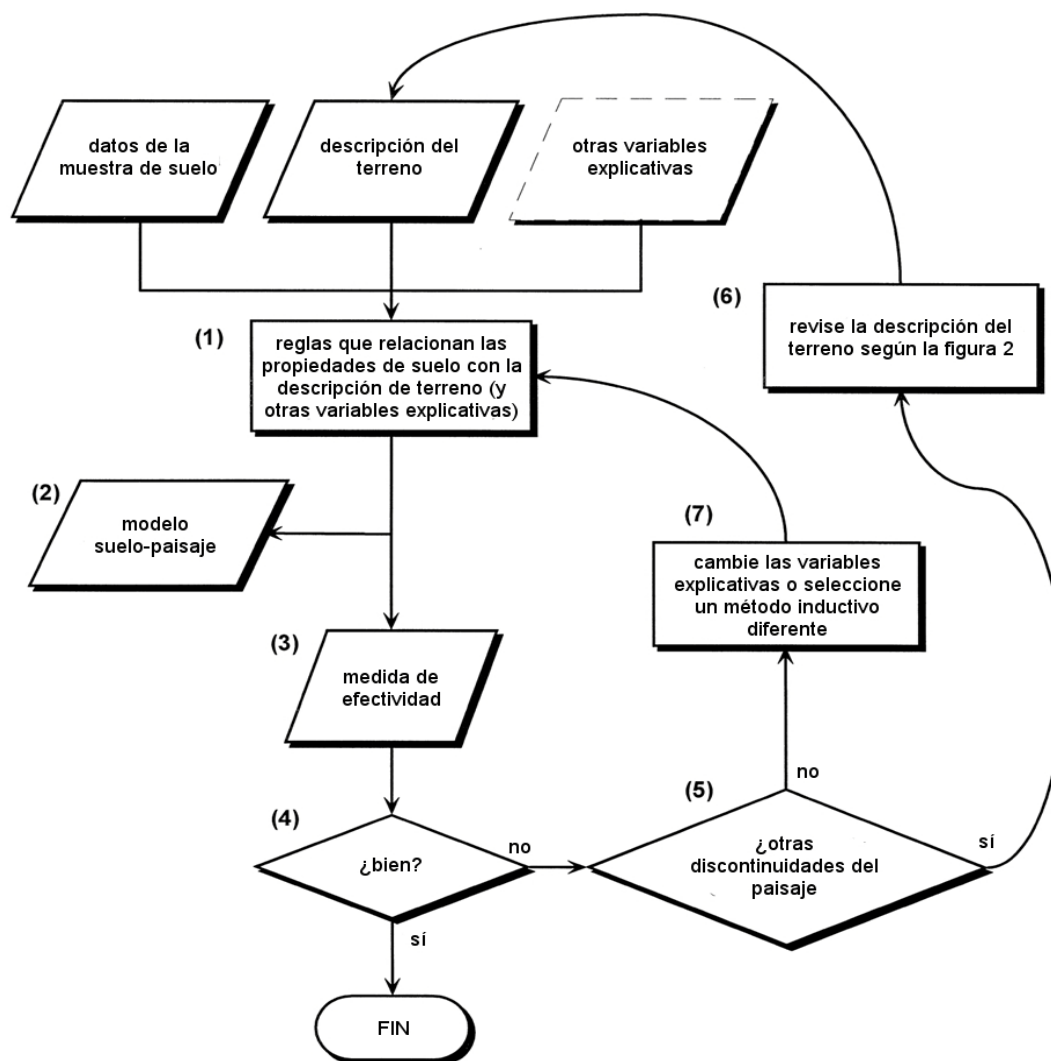 datos de la
muestra de suelo
descripción del
terreno
otras variables
explicativas
(1)
reglas que relacionan las
propiedades de suelo con la
descripción de terreno (y
otras variables explicativas)
(6)
revise la descripción del
terreno según la figura 2
(2)
modelo
suelo-paisaje
(7)
cambie las variables
explicativas o seleccione
un método inductivo
diferente
(3)
medida de
efectividad
(4)
¿bien?
no
sí
(5)
¿otras
discontinuidades del
paisaje
no
sí
FIN